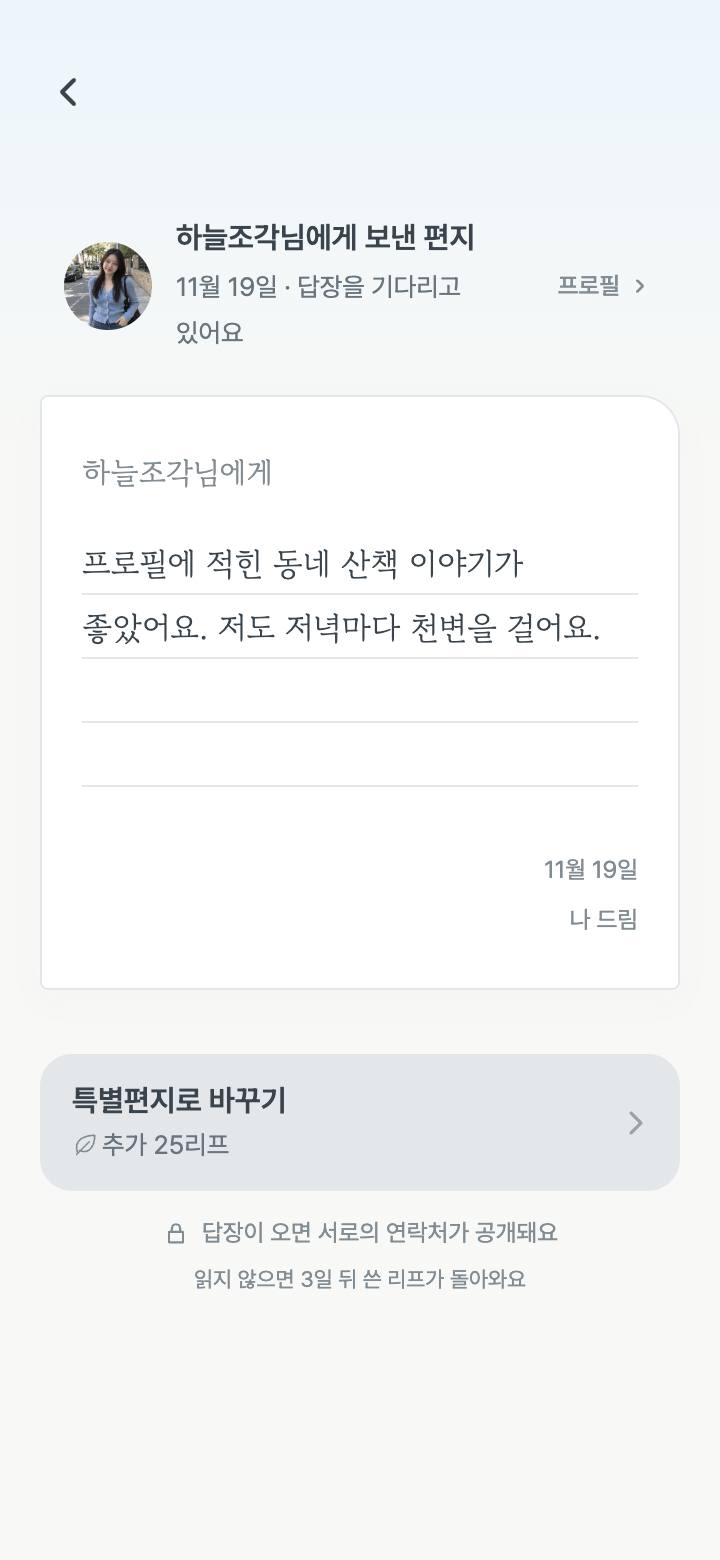 하늘조각님에게 보낸 편지
11월 19일 · 답장을 기다리고
있어요
프로필
하늘조각님에게
프로필에 적힌 동네 산책 이야기가
좋았어요. 저도 저녁마다 천변을 걸어요.
11월 19일
나 드림
특별편지로 바꾸기
추가 25리프
답장이 오면 서로의 연락처가 공개돼요
읽지 않으면 3일 뒤 쓴 리프가 돌아와요